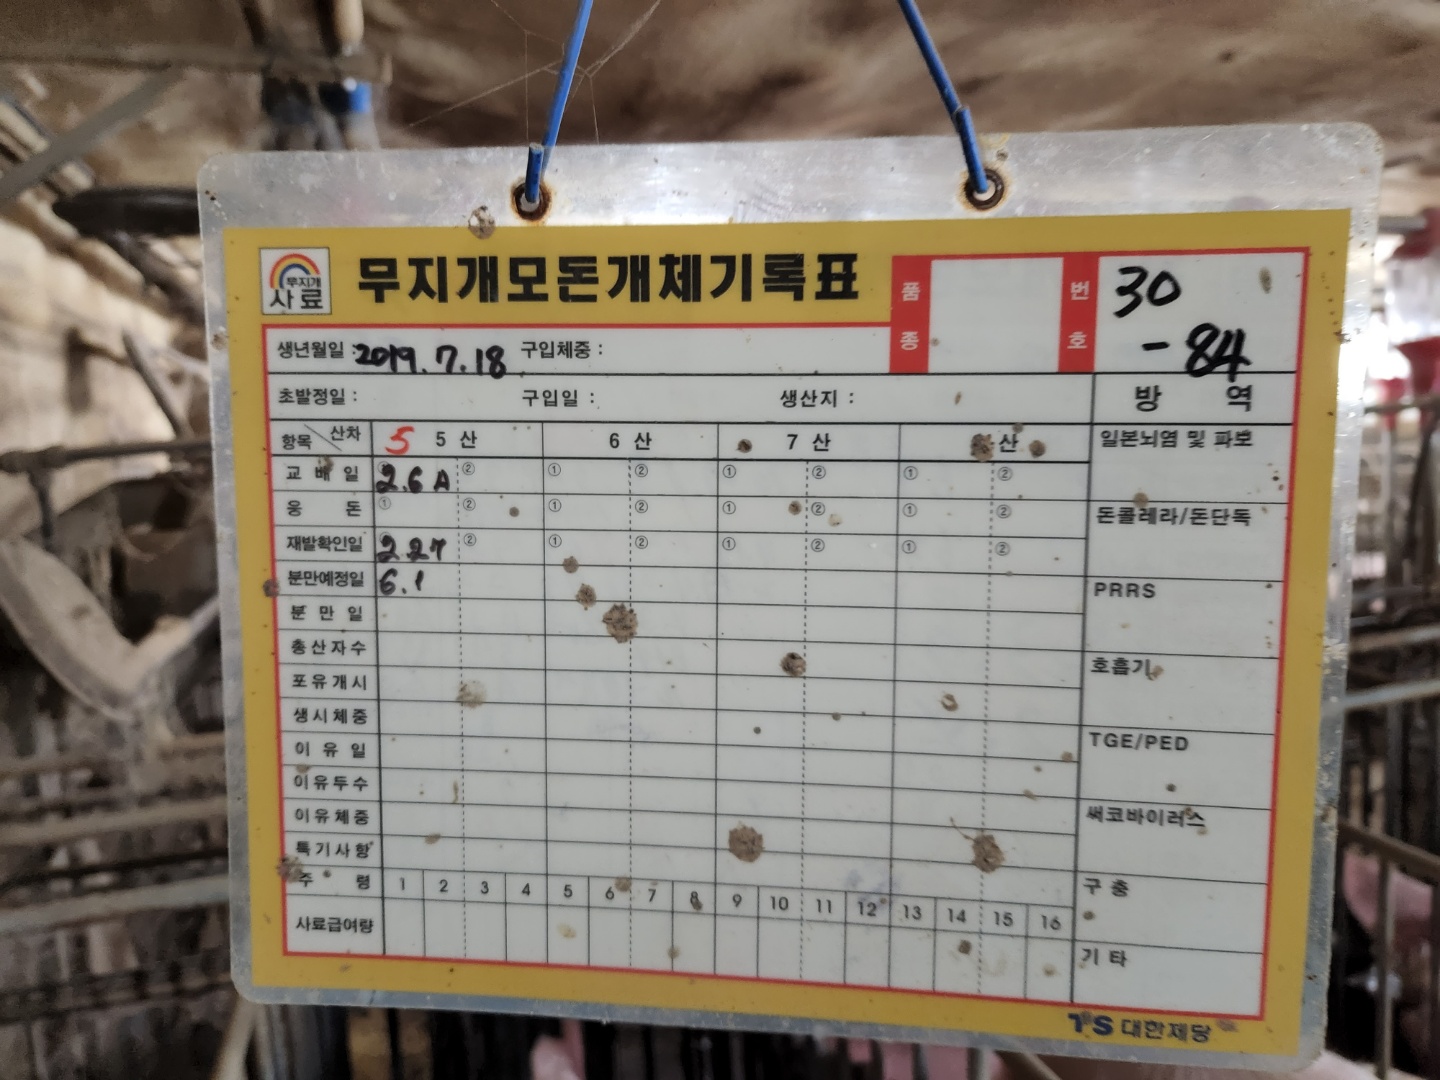 무지개
사료
무지개모돈개체기록표
품종
번호
30
-84
생년월일 : 2019.7.18 구입체중 :
초발정일 : 구입일 : 생산지 :
방 역
항목 산차 5 5 산 6 산 7 산 산
교 배 일 ① 2.6 A ② ① ② ① ② ① ②
웅 돈 ① ② ① ② ① ② ① ②
재발확인일 2 27 ② ① ② ① ② ① ②
분만예정일 6.1
분 만 일
총산자수
포유개시
생시체중
이 유 일
이유두수
이유체중
특기사항
주 령 1 2 3 4 5 6 7 8 9 10 11 12 13 14 15 16
사료급여량
일본뇌염 및 파보
돈콜레라/돈단독
PRRS
호흡기
TGE/PED
써코바이러스
구 충
기 타
TS 대한제당